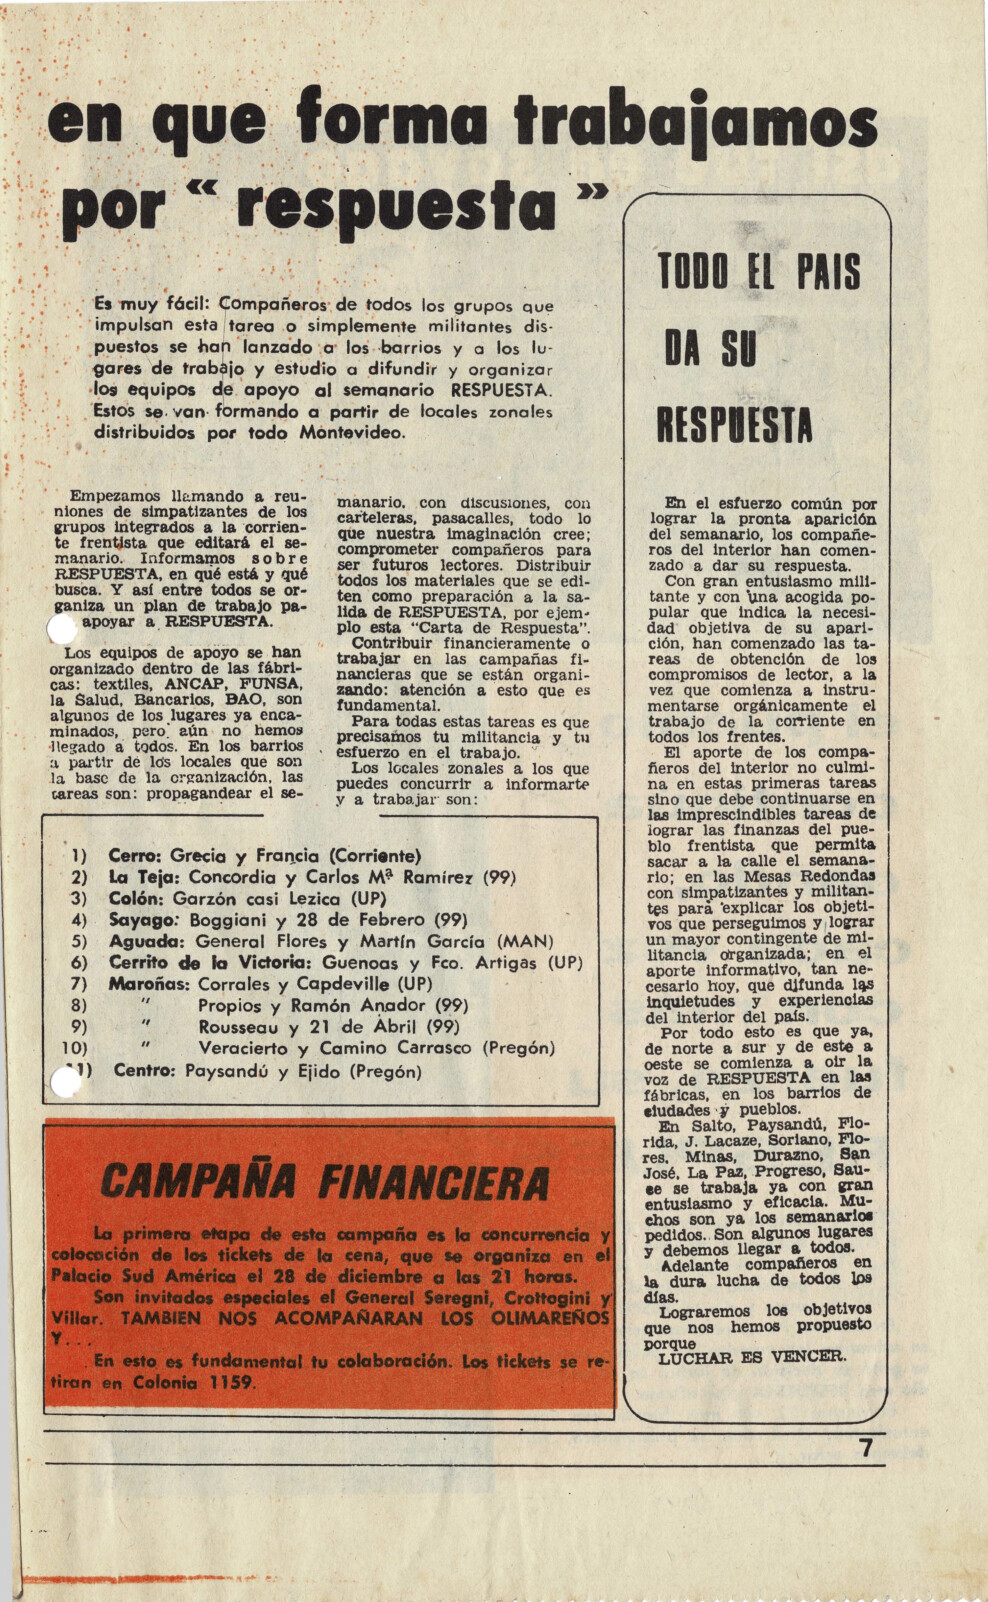 en que forma trabajamos
por " respuesta "
Es muy fácil: Compañeros de todos los grupos que
impulsan esta tarea o simplemente militantes dis-
puestos se han lanzado a los barrios y a los lu-
gares de trabajo y estudio a difundir y organizar
los equipos de apoyo al semanario RESPUESTA.
Estos se van formando a partir de locales zonales
distribuidos por todo Montevideo.
Empezamos llamando a reu-
niones de simpatizantes de los
grupos integrados a la corrien-
te frentista que editará el se-
manario. Informamos sobre
RESPUESTA, en qué está y qué
busca. Y así entre todos se or-
ganiza un plan de trabajo pa-
apoyar a RESPUESTA.
Los equipos de apoyo se han
organizado dentro de las fábri-
cas: textiles, ANCAP, FUNSA,
la Salud, Bancarios, DAO, son
algunos de los lugares ya enca-
minados, pero aún no hemos
llegado a todos. En los barrios
a partir de los locales que son
la base de la organización, las
tareas son: propagandear el se-
manario, con discusiones, con
carteleras, pasacalles, todo lo
que nuestra imaginación cree;
comprometer compañeros para
ser futuros lectores. Distribuir
todos los materiales que se edi-
ten como preparación a la sa-
lida de RESPUESTA, por ejem-
plo esta "Carta de Respuesta".
Contribuir financieramente o
trabajar en las campañas fi-
nancieras que se están organi-
zando: atención a esto que es
fundamental.
Para todas estas tareas es que
precisamos tu militancia y tu
esfuerzo en el trabajo.
Los locales zonales a los que
puedes concurrir a informarte
y a trabajar son:
1) Cerro: Grecia y Francia (Corriente)
2) La Teja: Concordia y Carlos Mª Ramírez (99)
3) Colón: Garzón casi Lezica (UP)
4) Sayago: Boggiani y 28 de Febrero (99)
5) Aguada: General Flores y Martín García (MAN)
6) Cerrito de la Victoria: Guenoas y Fco. Artigas (UP)
7) Maroñas: Corrales y Capdeville (UP)
8) " Propios y Ramón Anador (99)
9) " Rousseau y 21 de Abril (99)
10) " Veracierto y Camino Carrasco (Pregón)
11) Centro: Paysandú y Ejido (Pregón)
CAMPAÑA FINANCIERA
La primera etapa de esta campaña es la concurrencia y
colocación de los tickets de la cena, que se organiza en el
Palacio Sud América el 28 de diciembre a las 21 horas.
Son invitados especiales el General Seregni, Crottogini y
Villar. TAMBIEN NOS ACOMPAÑARAN LOS OLIMAREÑOS
Y...
En esto es fundamental tu colaboración. Los tickets se re-
tiran en Colonia 1159.
TODO EL PAIS
DA SU
RESPUESTA
En el esfuerzo común por
lograr la pronta aparición
del semanario, los compañe-
ros del interior han comen-
zado a dar su respuesta.
Con gran entusiasmo mili-
tante y con una acogida po-
pular que indica la necesi-
dad objetiva de su apari-
ción, han comenzado las ta-
reas de obtención de los
compromisos de lector, a la
vez que comienza a instru-
mentarse orgánicamente el
trabajo de la corriente en
todos los frentes.
El aporte de los compa-
ñeros del interior no culmi-
na en estas primeras tareas
sino que debe continuarse en
las imprescindibles tareas de
lograr las finanzas del pue-
blo frentista que permita
sacar a la calle el semana-
rio; en las Mesas Redondas
con simpatizantes y militan-
tes para explicar los objeti-
vos que perseguimos y lograr
un mayor contingente de mi-
litancia organizada; en el
aporte informativo, tan ne-
cesario hoy, que difunda las
inquietudes y experiencias
del interior del país.
Por todo esto es que ya,
de norte a sur y de este a
oeste se comienza a oir la
voz de RESPUESTA en las
fábricas, en los barrios de
ciudades y pueblos.
En Salto, Paysandú, Flo-
rida, J. Lacaze, Soriano, Flo-
res, Minas, Durazno, San
José, La Paz, Progreso, Sau-
ce se trabaja ya con gran
entusiasmo y eficacia. Mu-
chos son ya los semanarios
pedidos. Son algunos lugares
y debemos llegar a todos.
Adelante compañeros en
la dura lucha de todos los
días.
Lograremos los objetivos
que nos hemos propuesto
porque
LUCHAR ES VENCER.
7